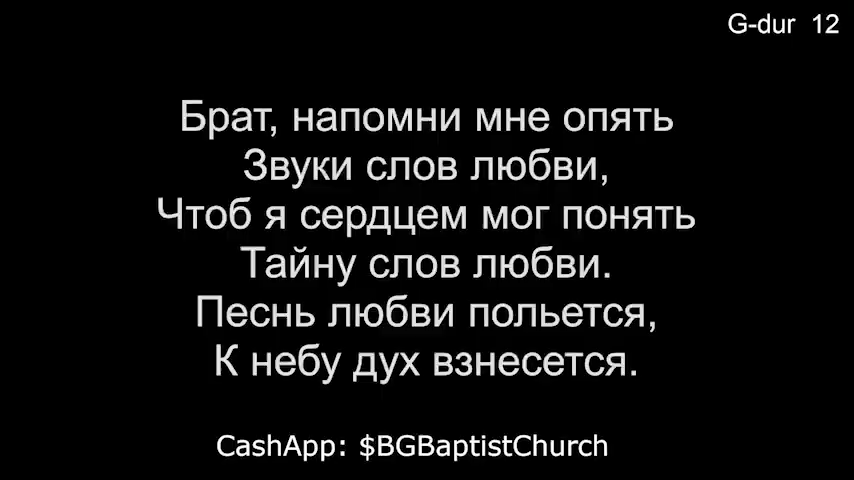 G-dur 12
Брат, напомни мне опять
Звуки слов любви,
Чтоб я сердцем мог понять
Тайну слов любви.
Песнь любви польется,
К небу дух взнесется.
CashApp: $BGBaptistChurch